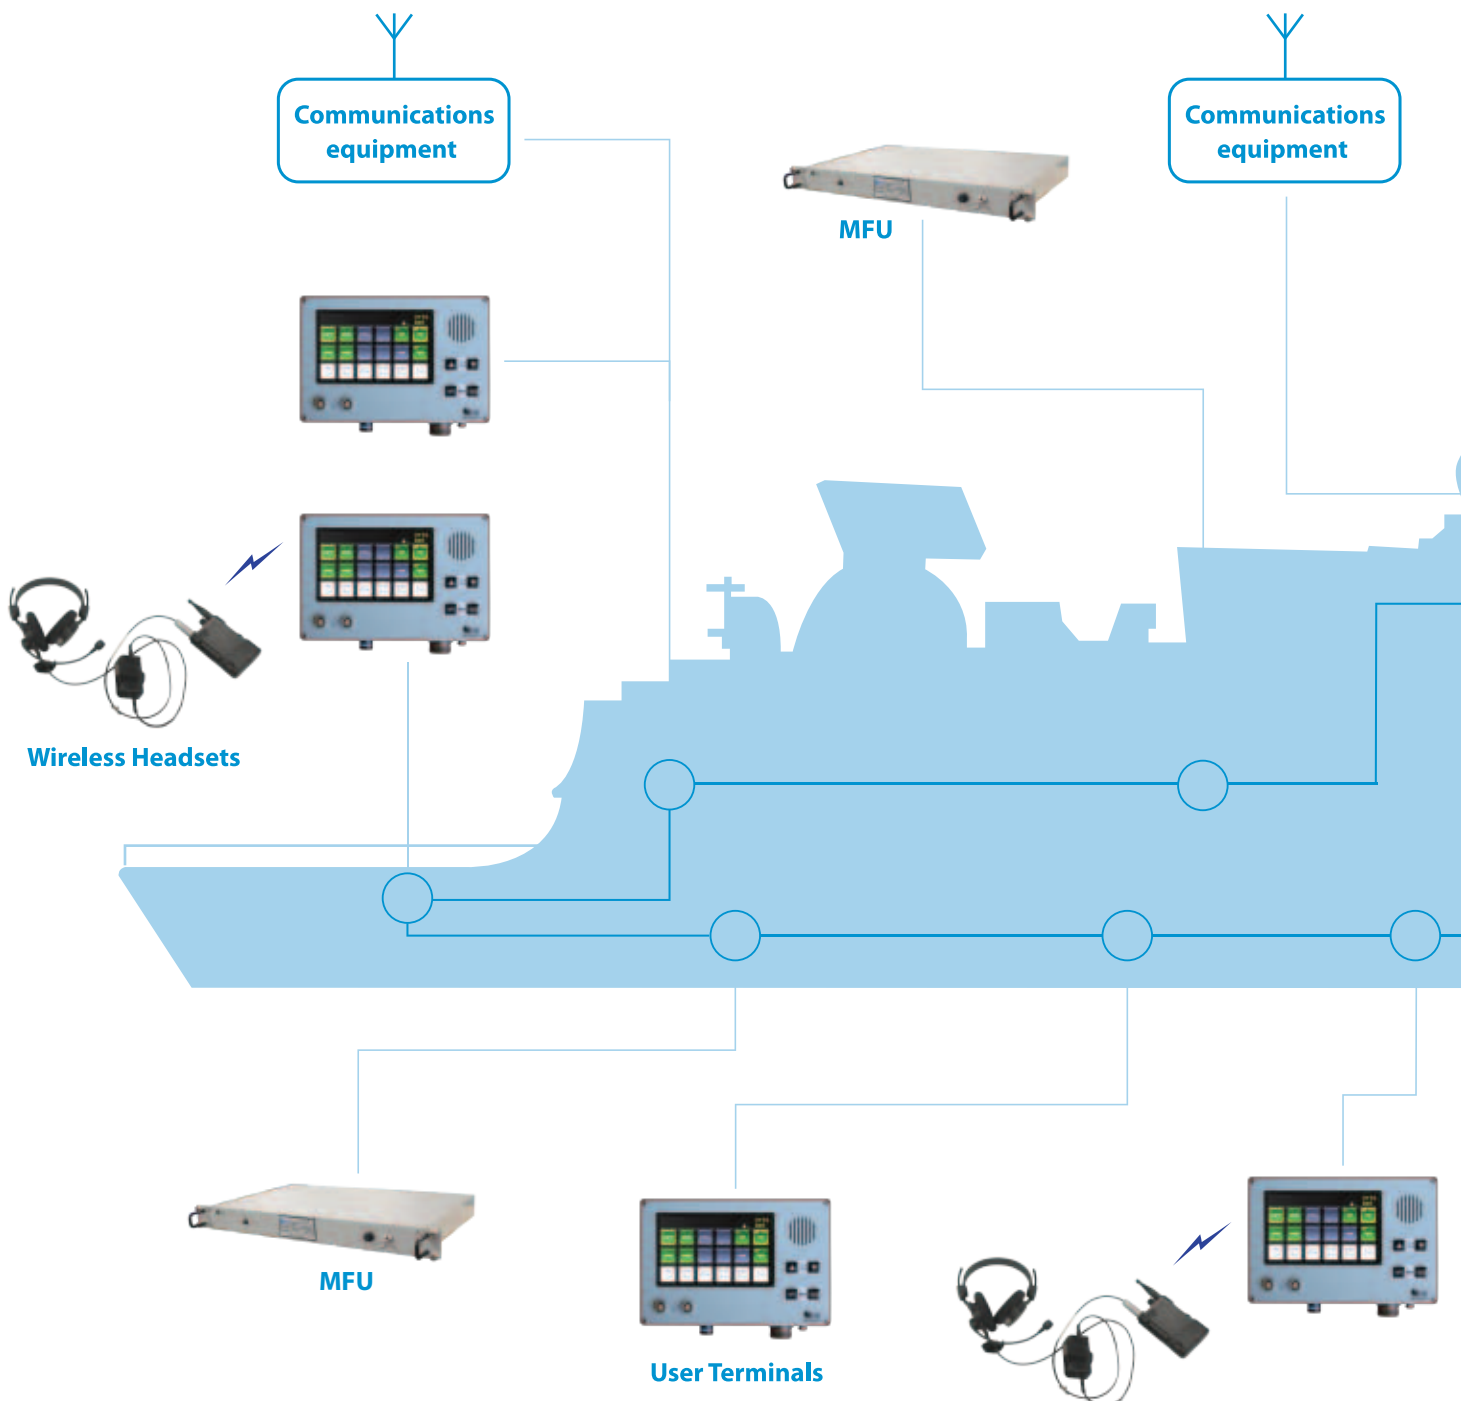 Communications
equipment
Communications
equipment
MFU
Wireless Headsets
MFU
User Terminals